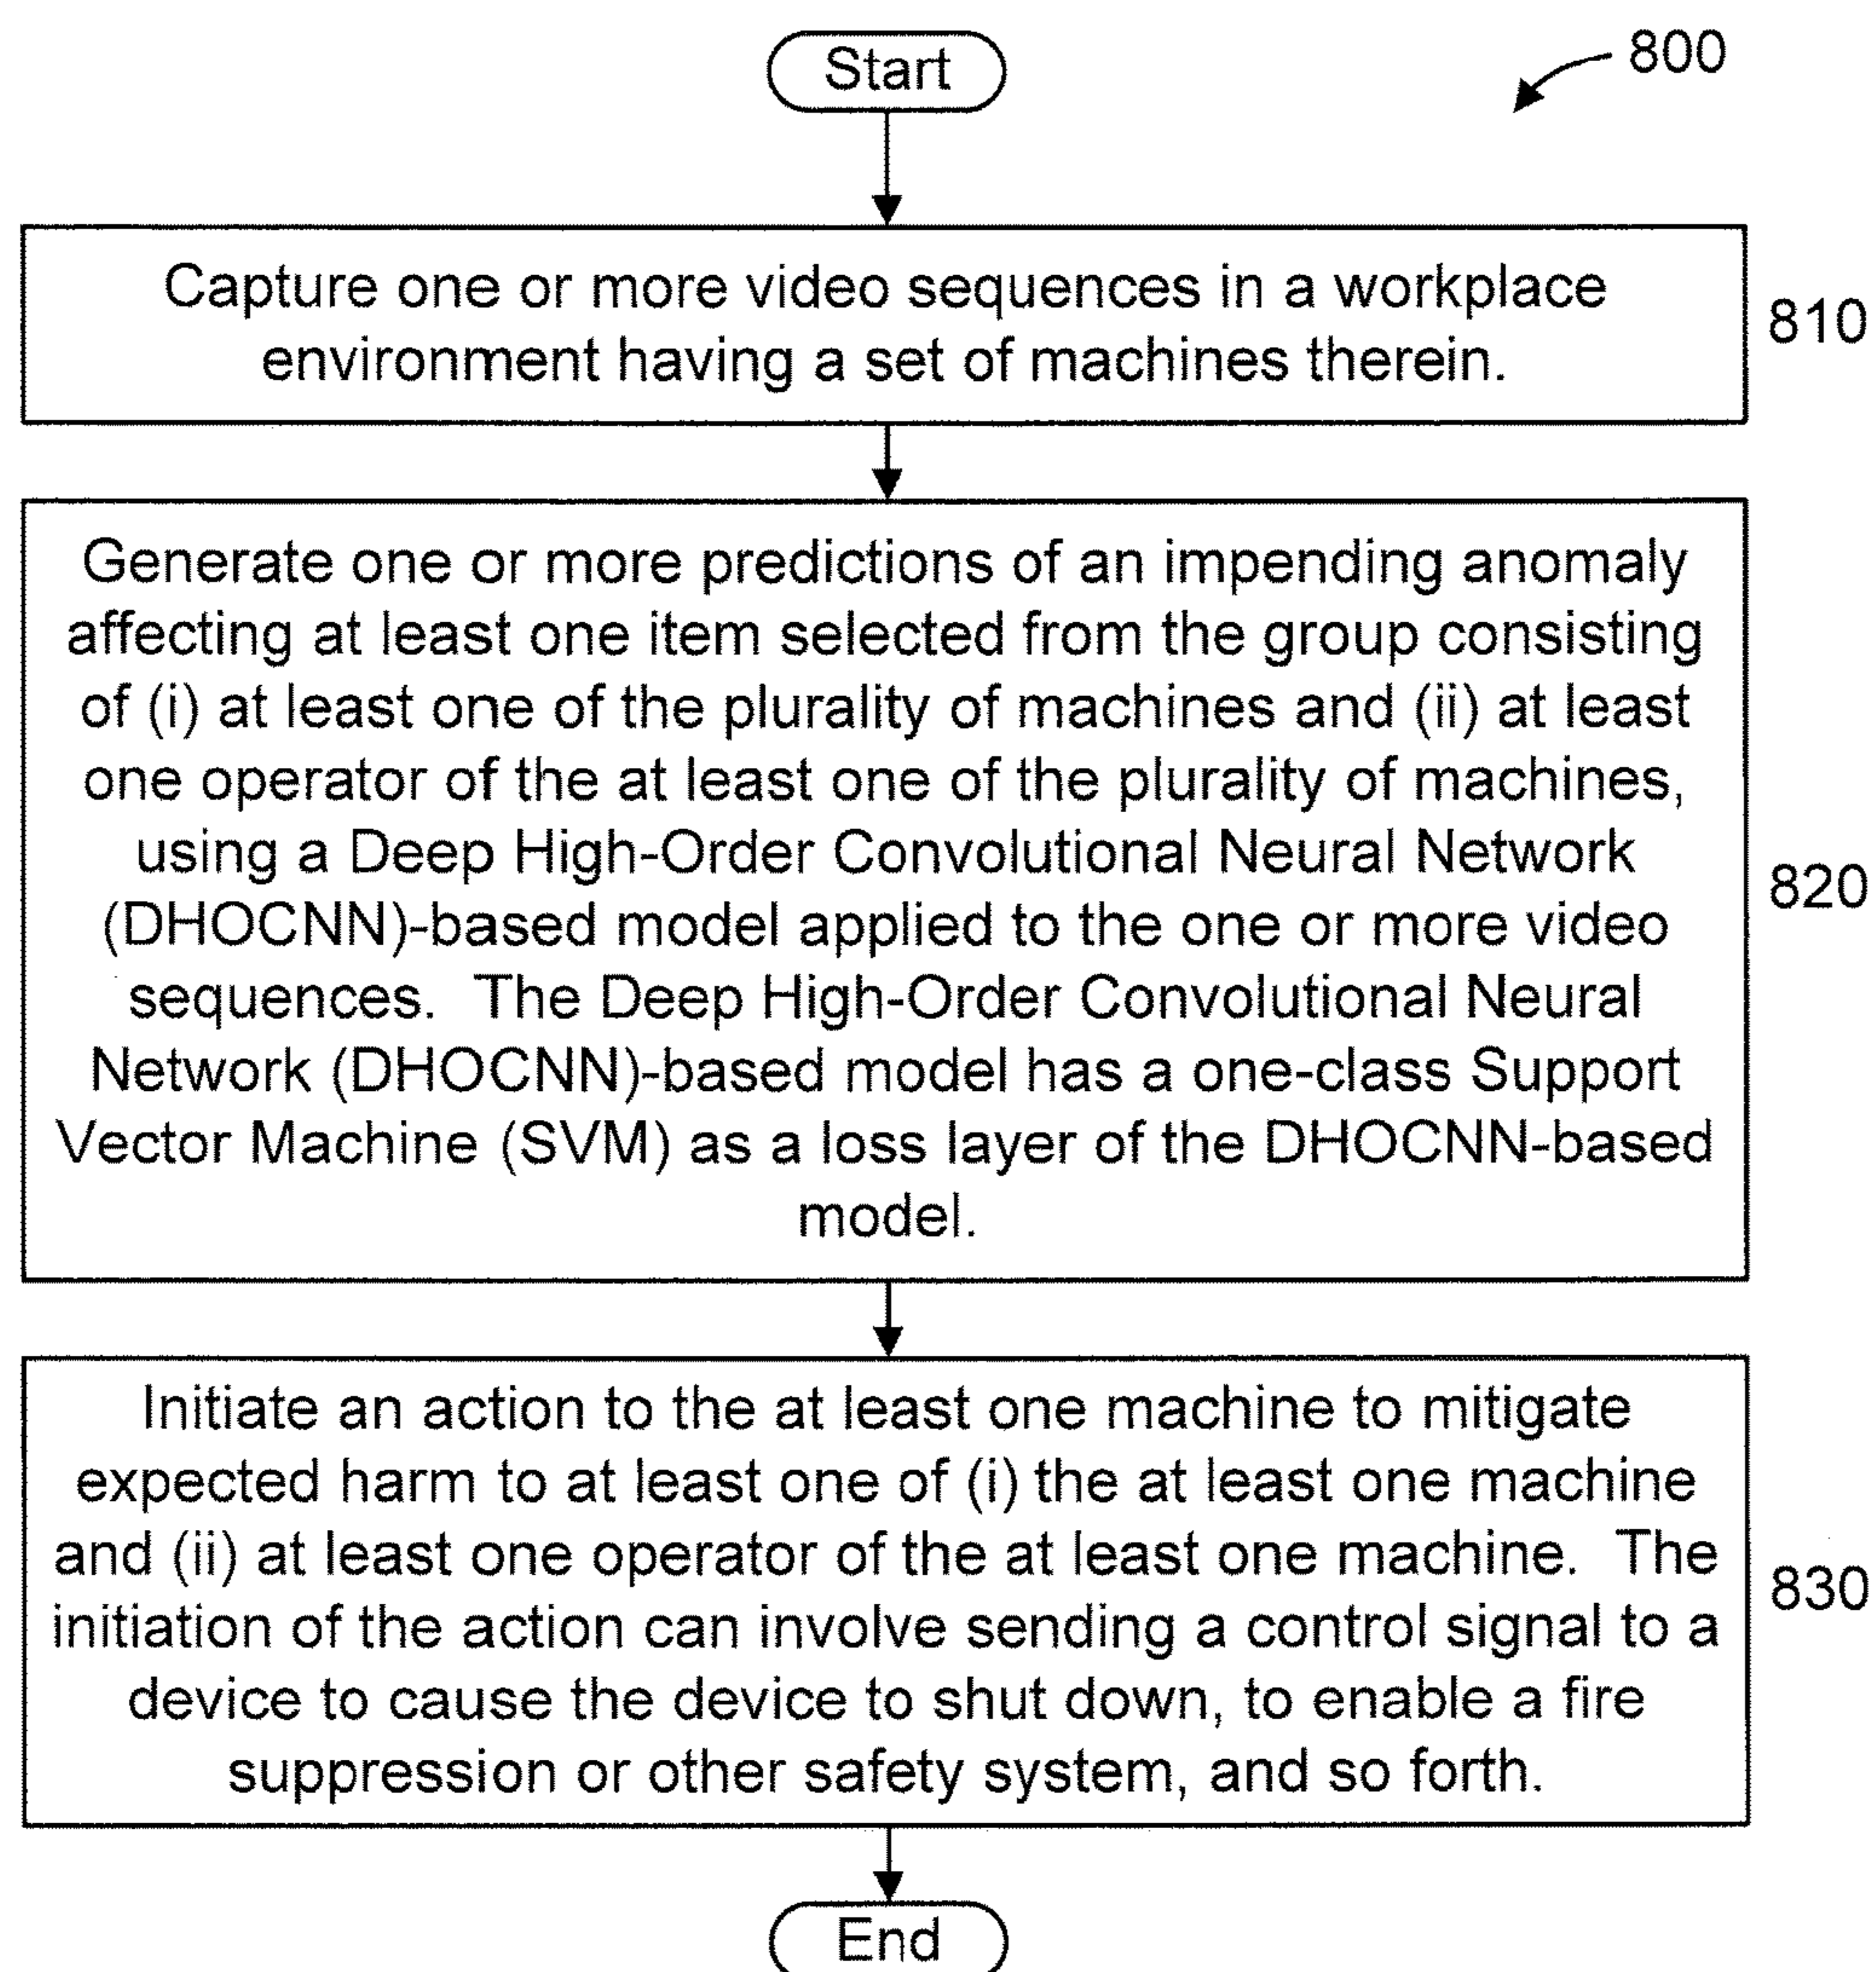 Start
800
Capture one or more video sequences in a workplace
environment having a set of machines therein.
810
Generate one or more predictions of an impending anomaly
affecting at least one item selected from the group consisting
of (i) at least one of the plurality of machines and (ii) at least
one operator of the at least one of the plurality of machines,
using a Deep High-Order Convolutional Neural Network
(DHOCNN)-based model applied to the one or more video
sequences. The Deep High-Order Convolutional Neural
Network (DHOCNN)-based model has a one-class Support
Vector Machine (SVM) as a loss layer of the DHOCNN-based
model.
820
Initiate an action to the at least one machine to mitigate
expected harm to at least one of (i) the at least one machine
and (ii) at least one operator of the at least one machine. The
initiation of the action can involve sending a control signal to a
device to cause the device to shut down, to enable a fire
suppression or other safety system, and so forth.
830
End